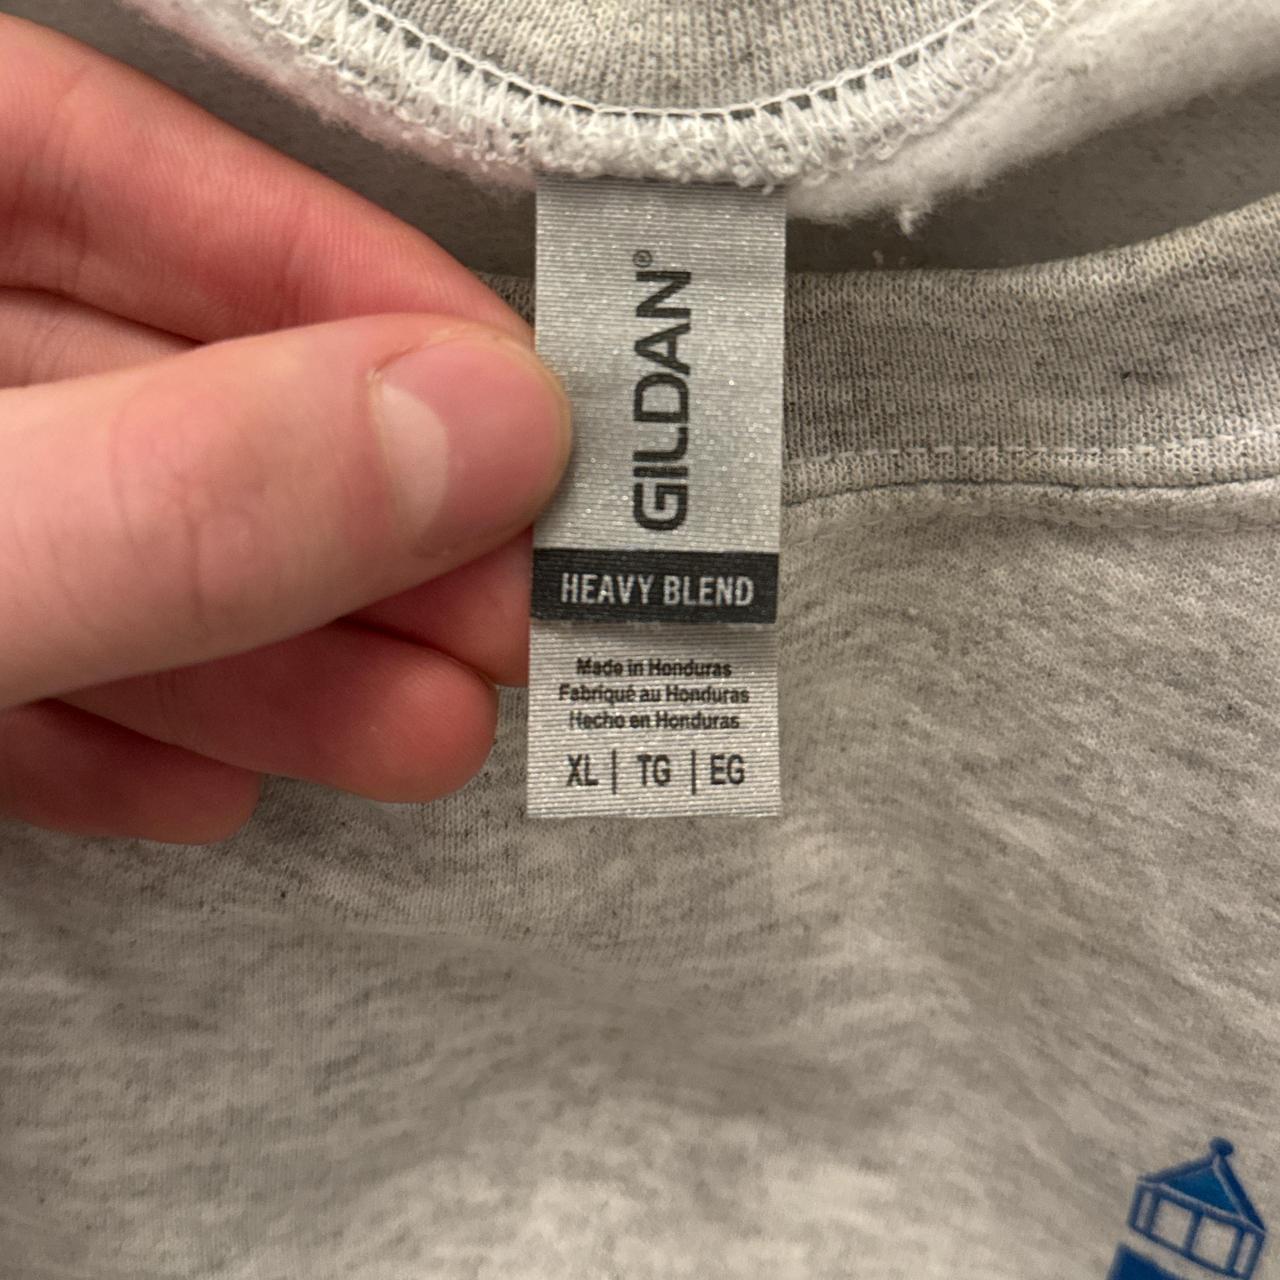 GILDAN®
HEAVY BLEND
Made in Honduras
Fabriqué au Honduras
Hecho en Honduras
XL | TG | EG